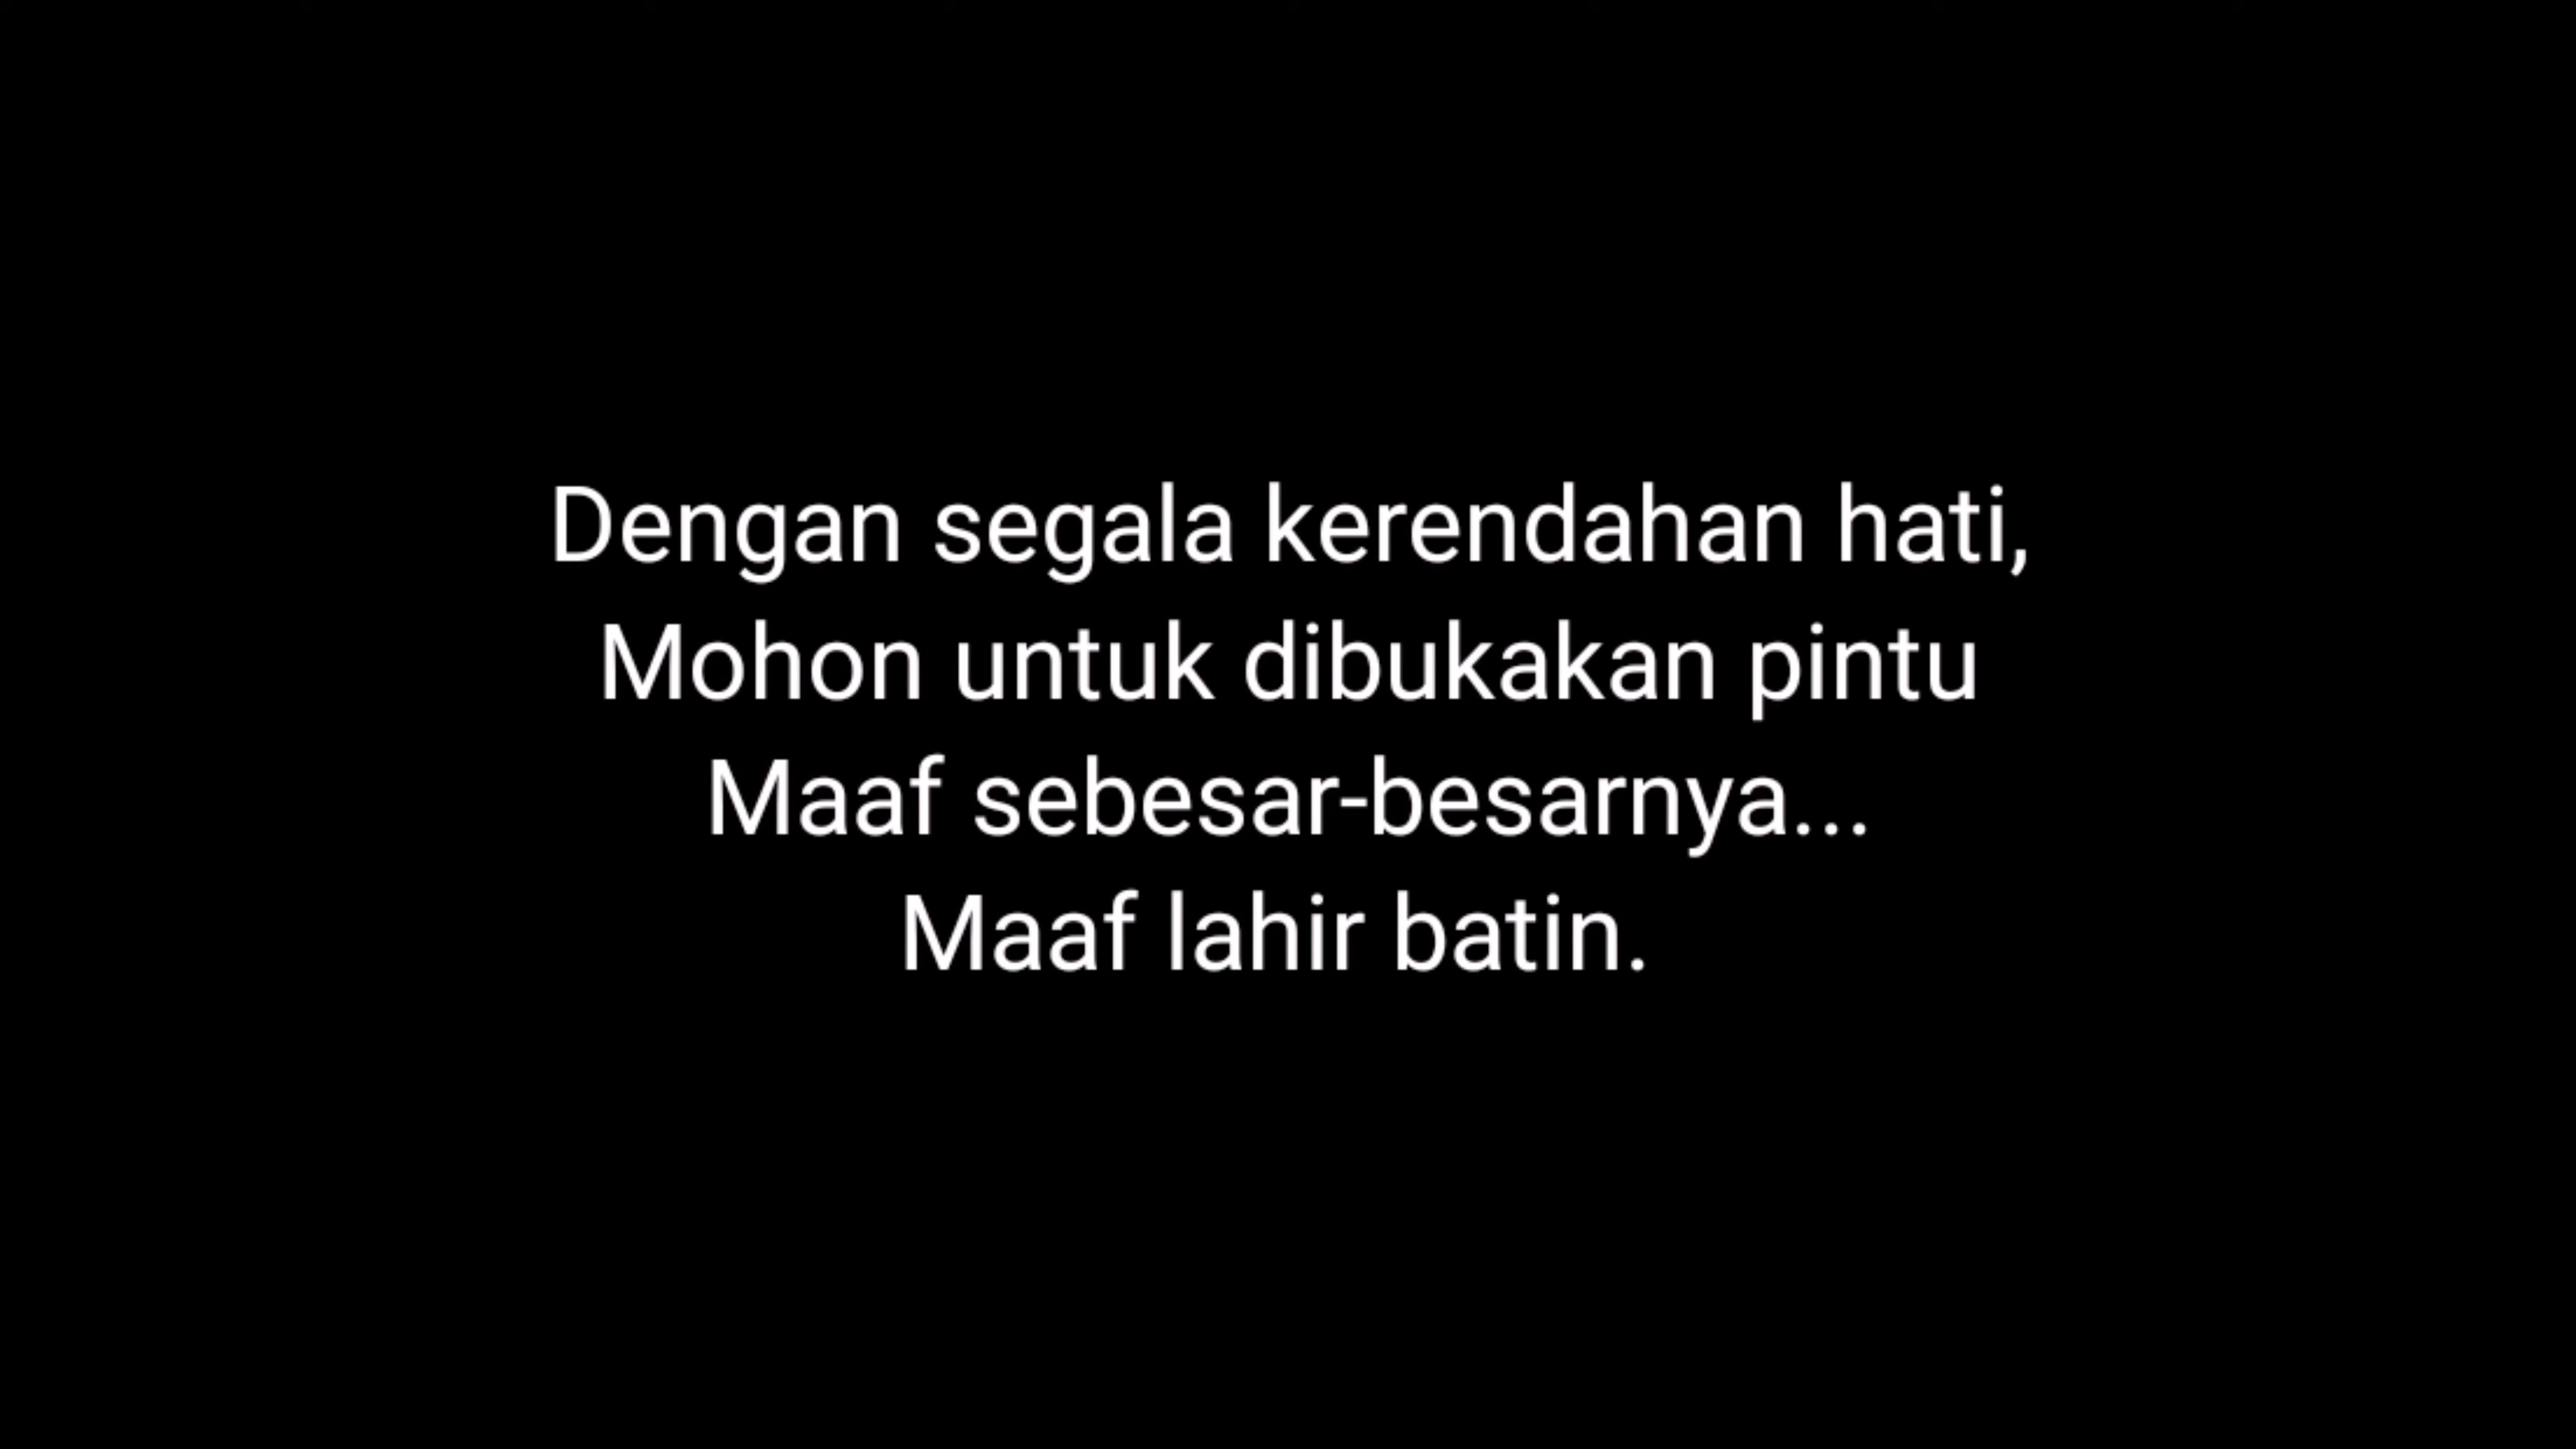 Dengan segala kerendahan hati,
Mohon untuk dibukakan pintu
Maaf sebesar-besarnya...
Maaf lahir batin.